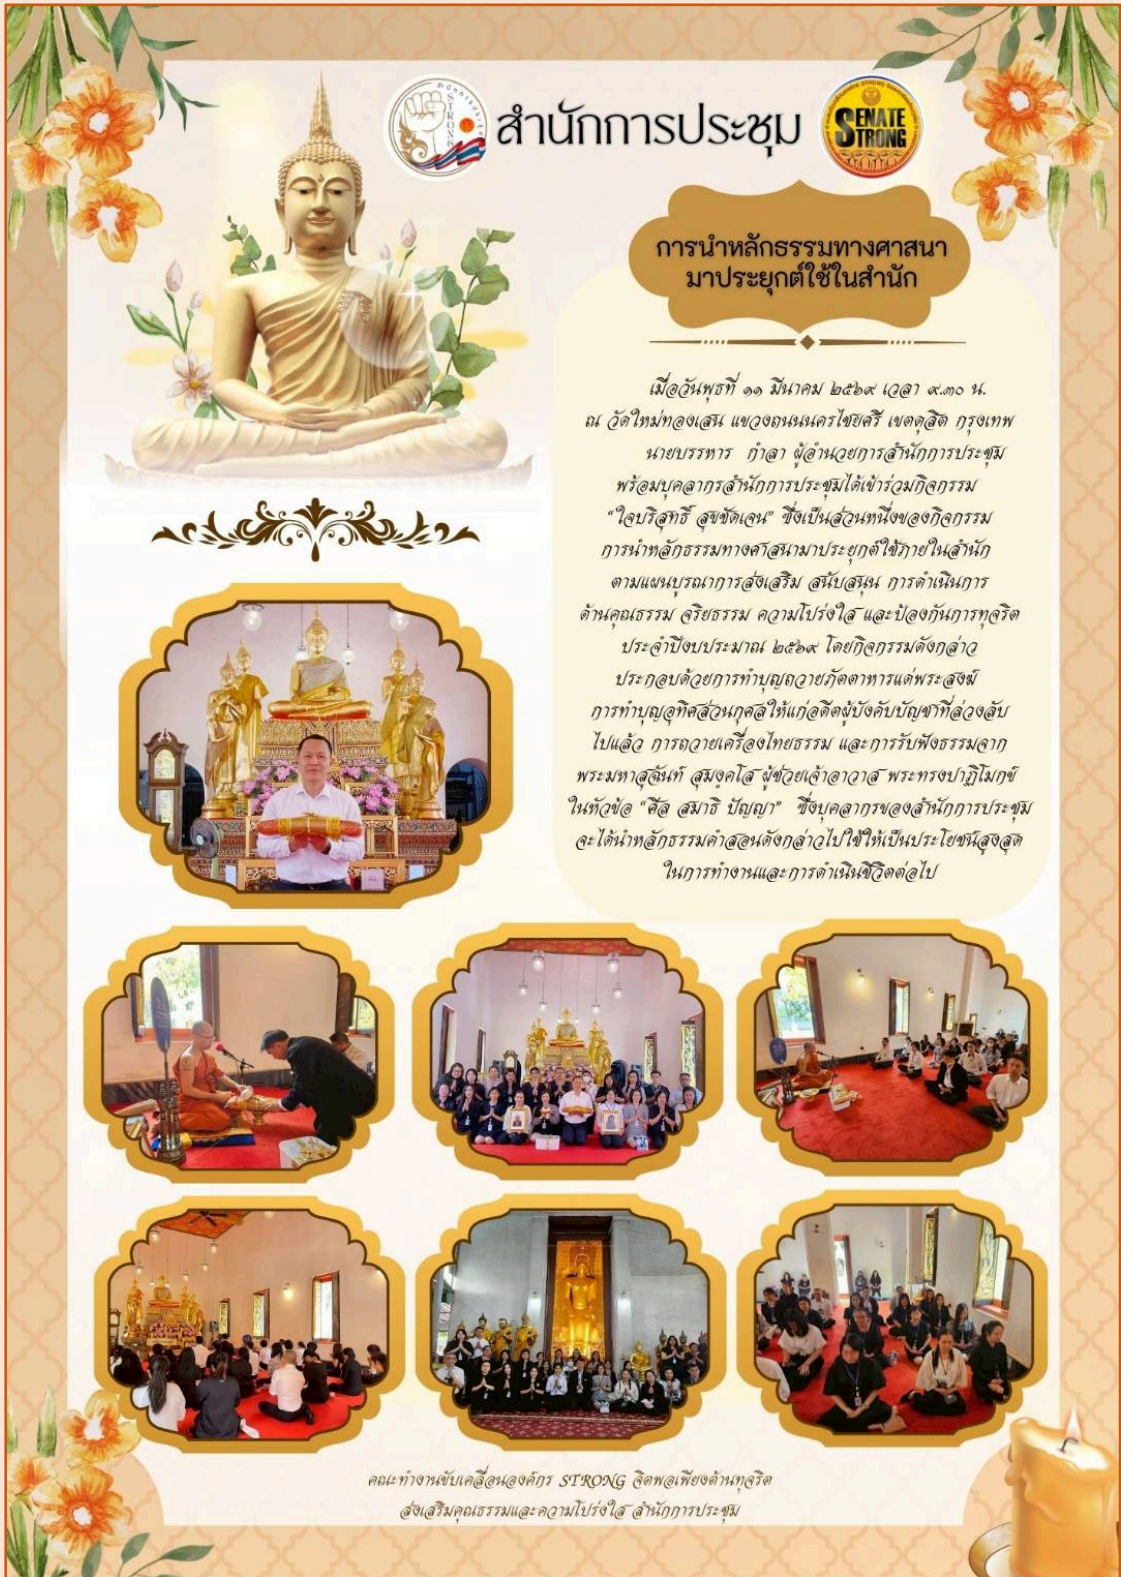 สำนักการประชุม
STRONG
SENATE
STRONG
การนำหลักธรรมทางศาสนา
มาประยุกต์ใช้ในสำนัก
เมื่อวันพุธที่ ๑๑ มีนาคม ๒๕๖๙ เวลา ๙.๓๐ น.
ณ วัดใหม่ทองเสน แขวงถนนนครไชยศรี เขตดุสิต กรุงเทพ
นายบรรหาร กำลา ผู้อำนวยการสำนักการประชุม
พร้อมบุคลากรสำนักการประชุมได้เข้าร่วมกิจกรรม
“ใจบริสุทธิ์ สุขชัดเจน” ซึ่งเป็นส่วนหนึ่งของกิจกรรม
การนำหลักธรรมทางศาสนามาประยุกต์ใช้ภายในสำนัก
ตามแผนบูรณาการส่งเสริม สนับสนุน การดำเนินการ
ด้านคุณธรรม จริยธรรม ความโปร่งใส และป้องกันการทุจริต
ประจำปีงบประมาณ ๒๕๖๙ โดยกิจกรรมดังกล่าว
ประกอบด้วยการทำบุญถวายภัตตาหารแด่พระสงฆ์
การทำบุญอุทิศส่วนกุศลให้แก่อดีตผู้บังคับบัญชาที่ล่วงลับ
ไปแล้ว การถวายเครื่องไทยธรรม และการรับฟังธรรมจาก
พระมหาสุจันท์ สุมงฺคโล ผู้ช่วยเจ้าอาวาส พระทรงปาฏิโมกข์
ในหัวข้อ “ศีล สมาธิ ปัญญา” ซึ่งบุคลากรของสำนักการประชุม
จะได้นำหลักธรรมคำสอนดังกล่าวไปใช้ให้เป็นประโยชน์สูงสุด
ในการทำงานและการดำเนินชีวิตต่อไป
คณะทำงานขับเคลื่อนองค์กร STRONG จิตพอเพียงต้านทุจริต
ส่งเสริมคุณธรรมและความโปร่งใส สำนักการประชุม